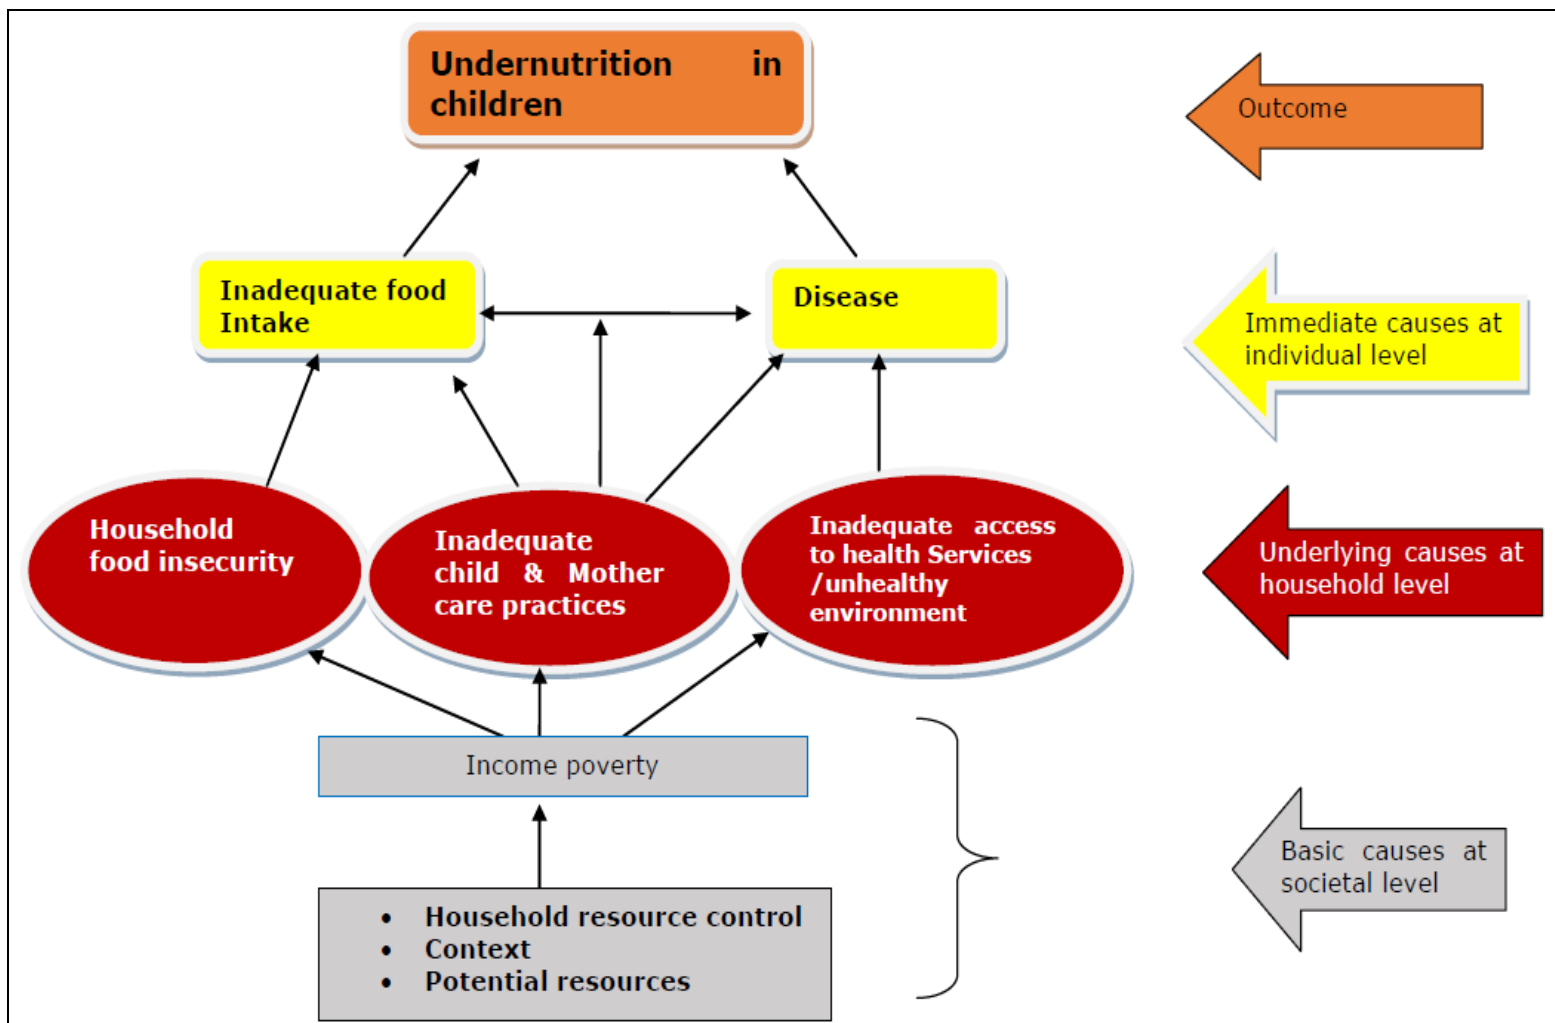 Undernutrition in
children
Outcome
Inadequate food
Intake
Disease
Immediate causes at
individual level
Household
food insecurity
Inadequate
child & Mother
care practices
Inadequate access
to health Services
/unhealthy
environment
Underlying causes at
household level
Income poverty
Basic causes at
societal level
• Household resource control
• Context
• Potential resources